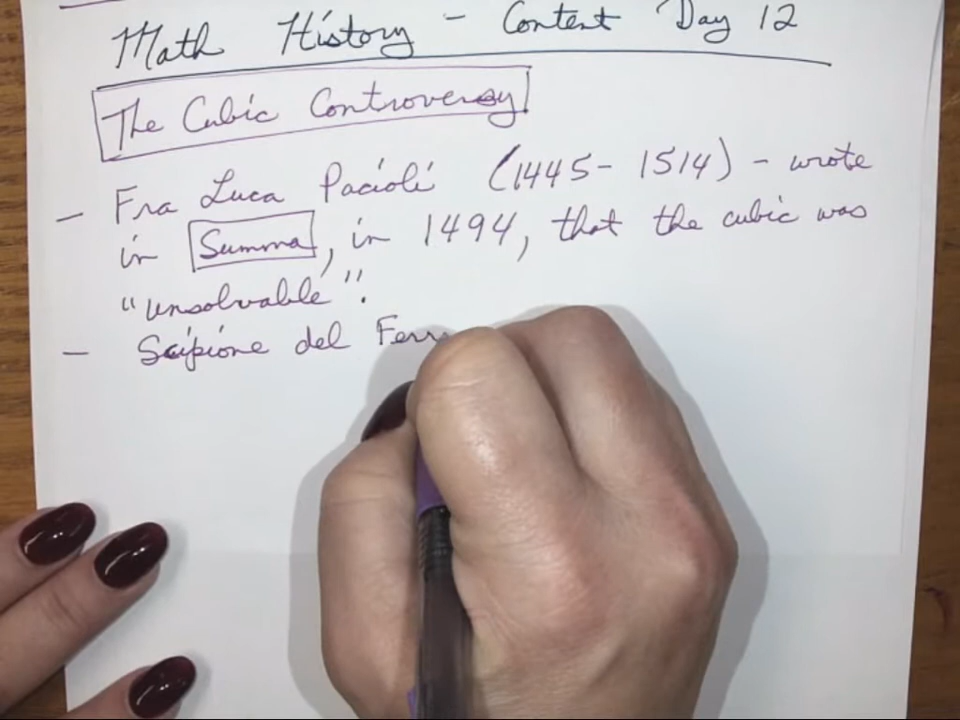 Math History - Content Day 12
The Cubic Controversy
- Fra Luca Pacioli (1445- 1514) - wrote
in Summa, in 1494, that the cubic was
"unsolvable".
- Scipione del Ferr